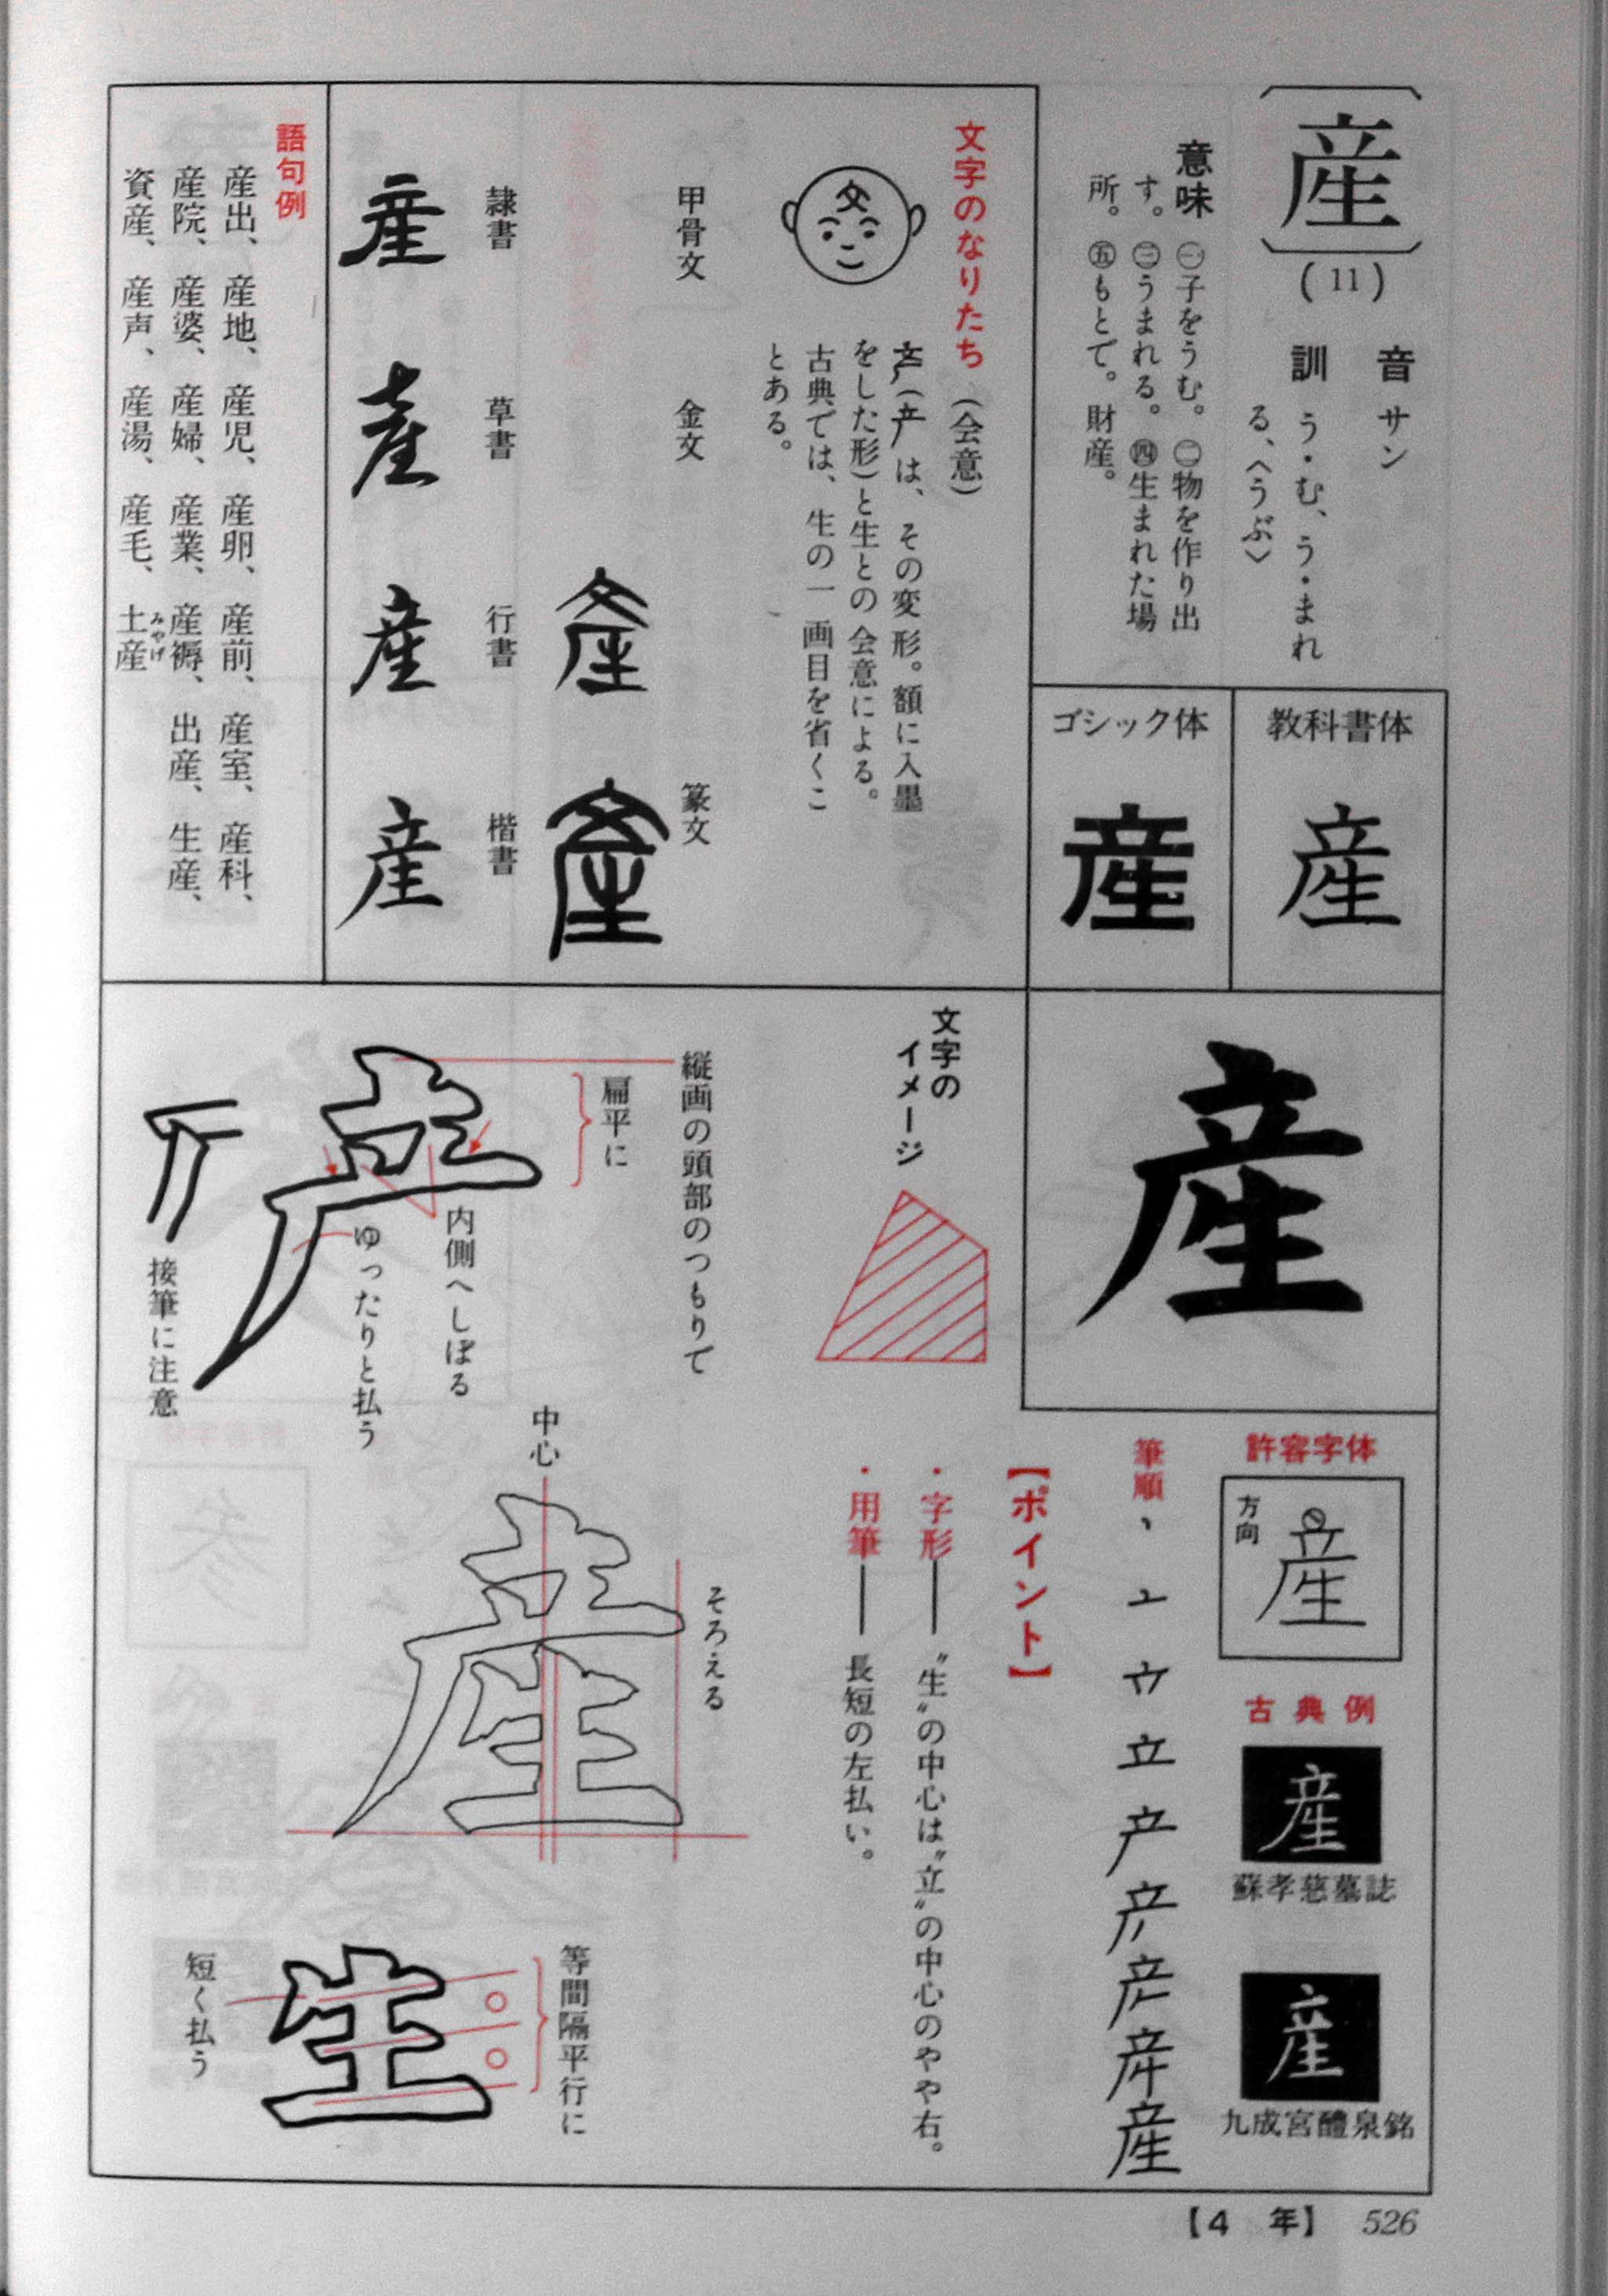 産
(11)
音 サン
訓 う・む、う・まれ
る、〈うぶ〉
意味 ㊀子をうむ。㊁物を作り出
す。㊂うまれる。㊃生まれた場
所。㊄もとで。財産。
教科書体
産
ゴシック体
産
文字のなりたち(会意)
文
は、その変形。額に入墨
をした形)と生との会意による。
古典では、生の一画目を省くこ
とある。
甲骨文
金文
篆文
隷書
産
草書
行書
産
楷書
産
語句例
産出、産地、産児、産卵、産前、産室、産科、
産院、産婆、産婦、産業、産褥、出産、生産、
資産、産声、産湯、産毛、土産
みやげ
産
許容字体
方向
産
古典例
産
蘇孝慈墓誌
産
九成宮醴泉銘
筆順
産
【ポイント】
・字形――〝生〟の中心は〝立〟の中心のやや右。
・用筆――長短の左払い。
文字の
イメージ
縦画の頭部のつもりで
扁平に
内側へしぼる
ゆったりと払う
接筆に注意
中心
そろえる
産
等間隔平行に
生
短く払う
【4 年】 526